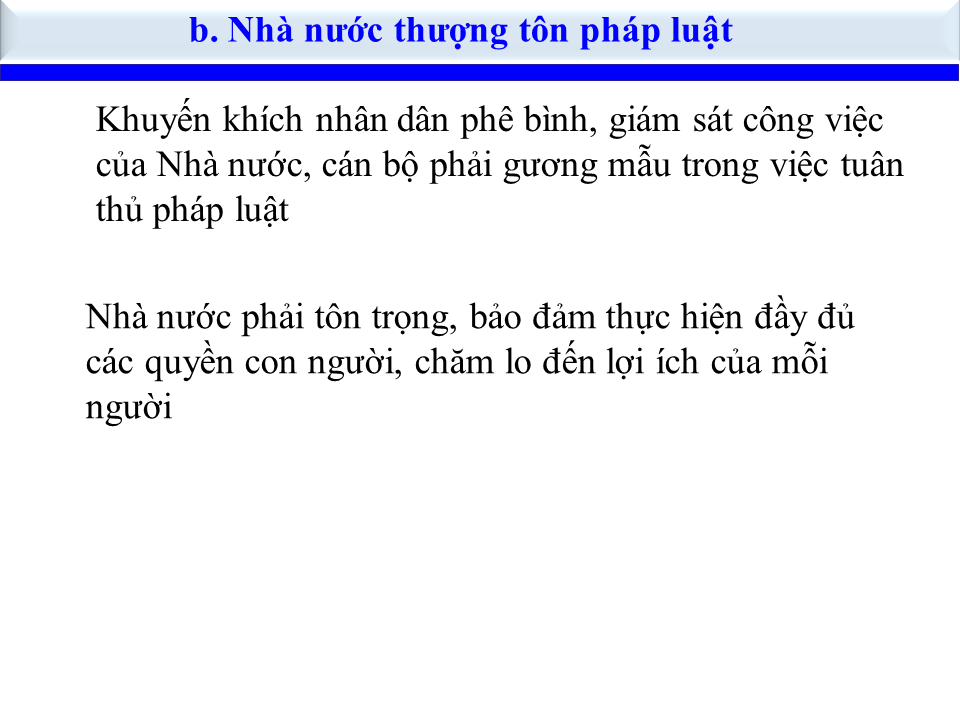 b. Nhà nước thượng tôn pháp luật
Khuyến khích nhân dân phê bình, giám sát công việc
của Nhà nước, cán bộ phải gương mẫu trong việc tuân
thủ pháp luật
Nhà nước phải tôn trọng, bảo đảm thực hiện đầy đủ
các quyền con người, chăm lo đến lợi ích của mỗi
người